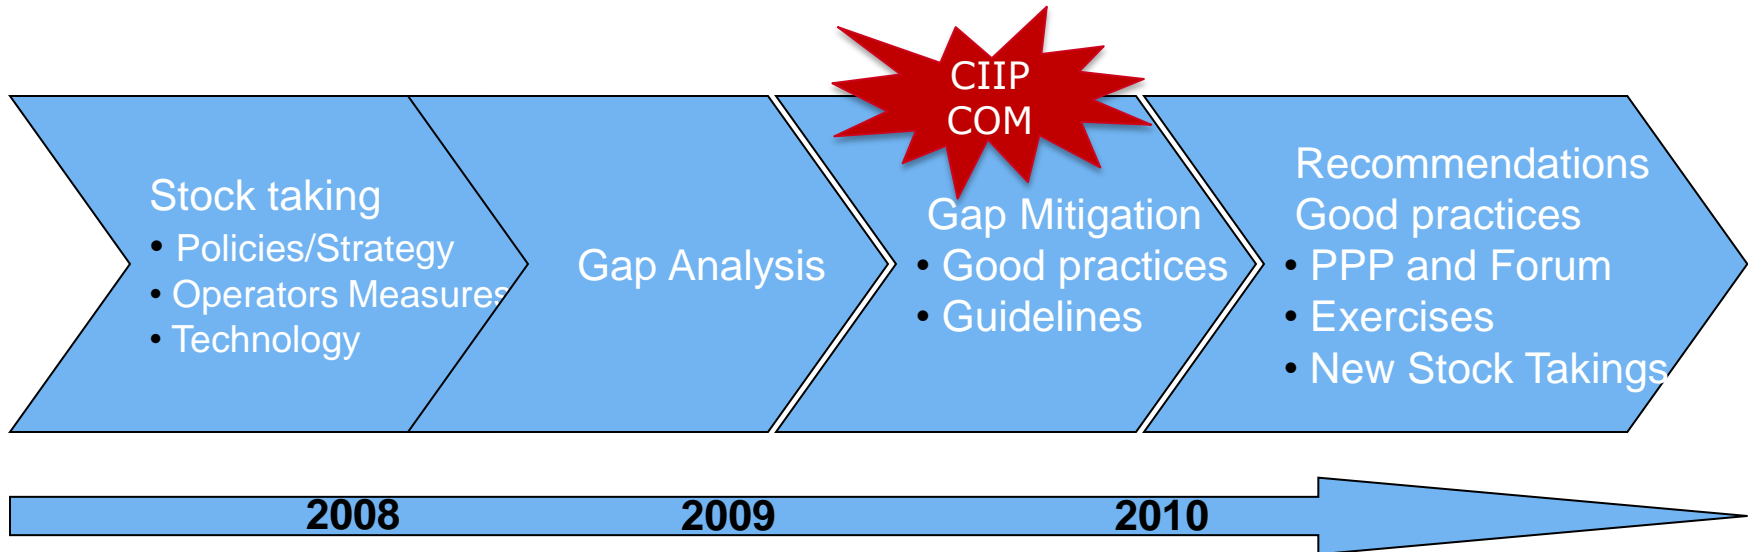 CIIP
COM
Stock taking
• Policies/Strategy
• Operators Measures
• Technology
Gap Analysis
Gap Mitigation
• Good practices
• Guidelines
Recommendations
Good practices
• PPP and Forum
• Exercises
• New Stock Takings
2008
2009
2010